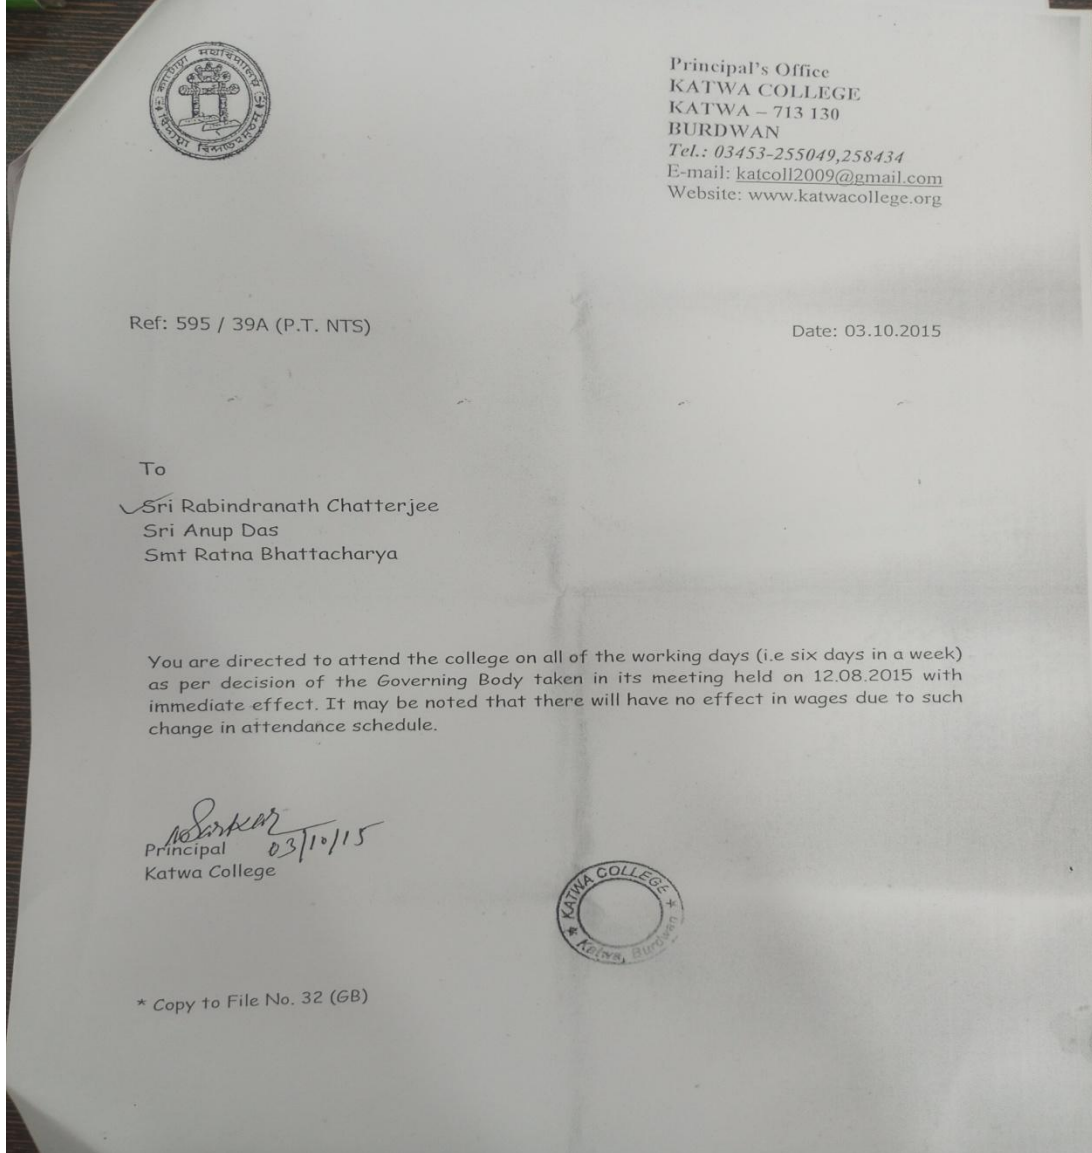 কাটোয়া মহাবিদ্যালয়
Principal's Office
KATWA COLLEGE
KATWA – 713 130
BURDWAN
Tel.: 03453-255049,258434
E-mail: katcoll2009@gmail.com
Website: www.katwacollege.org
Ref: 595 / 39A (P.T. NTS)
Date: 03.10.2015
To
Sri Rabindranath Chatterjee
Sri Anup Das
Smt Ratna Bhattacharya
You are directed to attend the college on all of the working days (i.e six days in a week)
as per decision of the Governing Body taken in its meeting held on 12.08.2015 with
immediate effect. It may be noted that there will have no effect in wages due to such
change in attendance schedule.
Sarkar
03/10/15
Principal
Katwa College
* KATWA COLLEGE *
Katwa, Burdwan
* Copy to File No. 32 (GB)